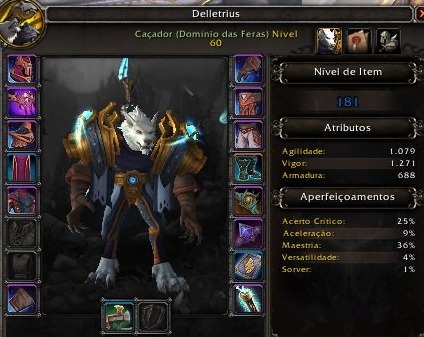 Delletrius
Caçador (Domínio das Feras) Nível
60
Nível de Item
181
Atributos
Agilidade: 1.079
Vigor: 1.271
Armadura: 688
Aperfeiçoamentos
Acerto Crítico: 25%
Aceleração: 9%
Maestria: 36%
Versatilidade: 4%
Sorver: 1%